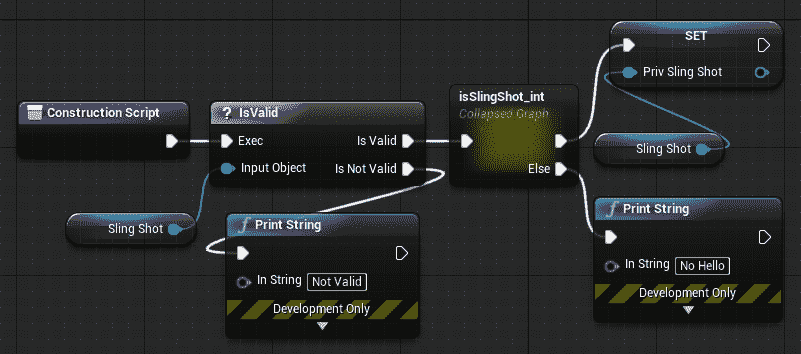 Construction Script
? IsValid
Exec
Is Valid
Input Object
Is Not Valid
Sling Shot
f Print String
In String Not Valid
Development Only
isSlingShot_int
Collapsed Graph
Else
SET
Priv Sling Shot
Sling Shot
f Print String
In String No Hello
Development Only